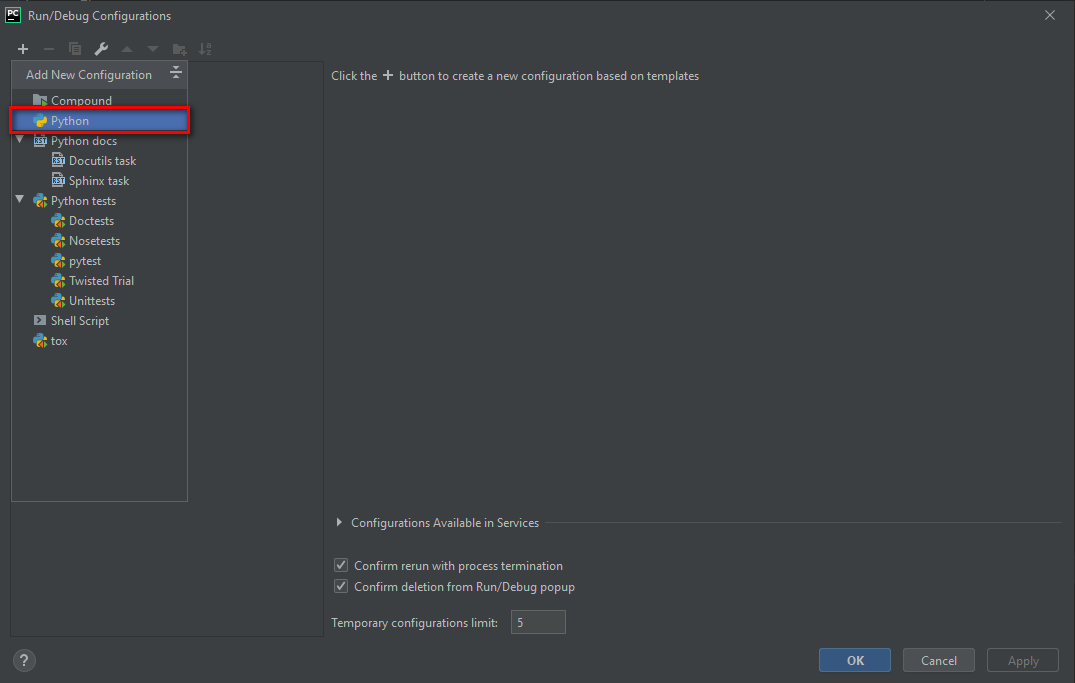 PC Run/Debug Configurations
Add New Configuration
Click the + button to create a new configuration based on templates
Compound
Python
Python docs
Docutils task
Sphinx task
Python tests
Doctests
Nosetests
pytest
Twisted Trial
Unittests
Shell Script
tox
Configurations Available in Services
Confirm rerun with process termination
Confirm deletion from Run/Debug popup
Temporary configurations limit: 5
? OK Cancel Apply